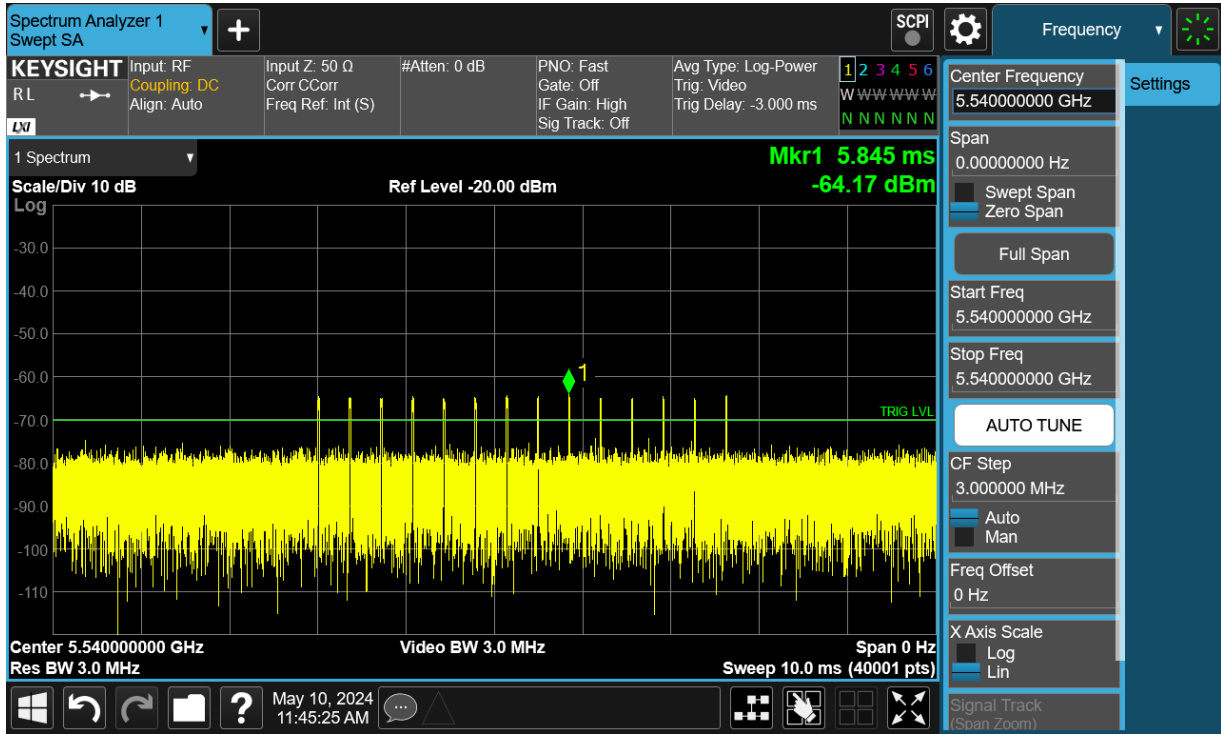 Spectrum Analyzer 1
Swept SA
SCPI
Frequency
KEYSIGHT
RL
LXI
Input: RF
Coupling: DC
Align: Auto
Input Z: 50 Ω
Corr CCorr
Freq Ref: Int (S)
#Atten: 0 dB
PNO: Fast
Gate: Off
IF Gain: High
Sig Track: Off
Avg Type: Log-Power
Trig: Video
Trig Delay: -3.000 ms
1 2 3 4 5 6
W W W W W W
N N N N N N
1 Spectrum
Mkr1 5.845 ms
-64.17 dBm
Scale/Div 10 dB
Ref Level -20.00 dBm
Log
-30.0
-40.0
-50.0
-60.0
-70.0
-80.0
-90.0
-100
-110
1
TRIG LVL
Center 5.540000000 GHz
Video BW 3.0 MHz
Span 0 Hz
Res BW 3.0 MHz
Sweep 10.0 ms (40001 pts)
May 10, 2024
11:45:25 AM
Center Frequency
5.540000000 GHz
Span
0.00000000 Hz
Swept Span
Zero Span
Full Span
Start Freq
5.540000000 GHz
Stop Freq
5.540000000 GHz
AUTO TUNE
CF Step
3.000000 MHz
Auto
Man
Freq Offset
0 Hz
X Axis Scale
Log
Lin
Signal Track
(Span Zoom)
Settings